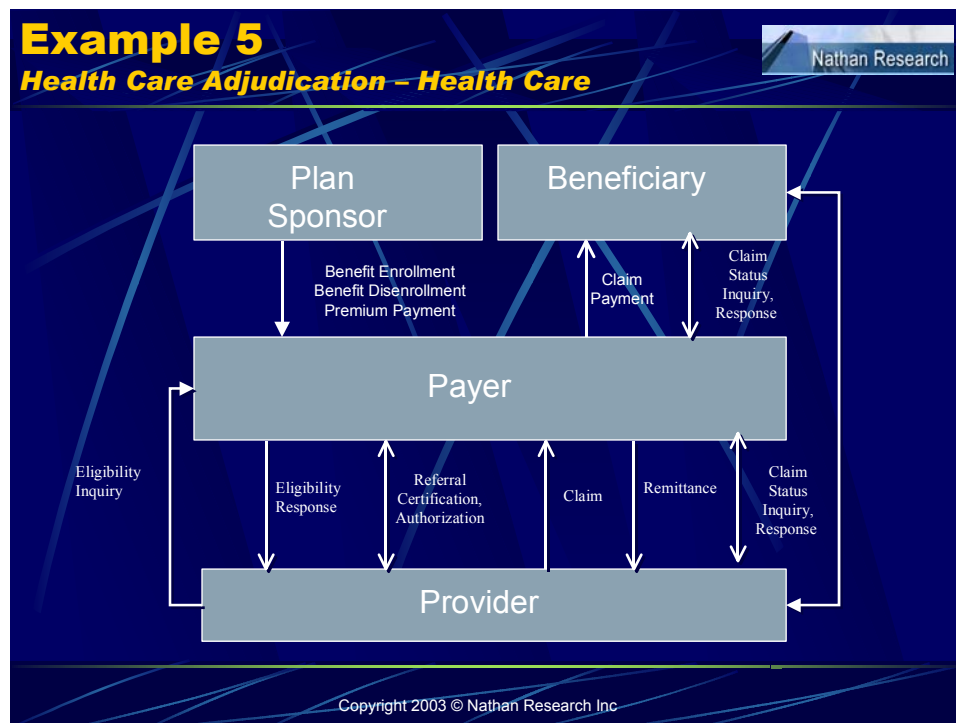 Example 5
Health Care Adjudication – Health Care
Nathan Research
Plan
Sponsor
Beneficiary
Benefit Enrollment
Benefit Disenrollment
Premium Payment
Claim
Payment
Claim
Status
Inquiry,
Response
Payer
Eligibility
Inquiry
Eligibility
Response
Referral
Certification,
Authorization
Claim
Remittance
Claim
Status
Inquiry,
Response
Provider
Copyright 2003 © Nathan Research Inc